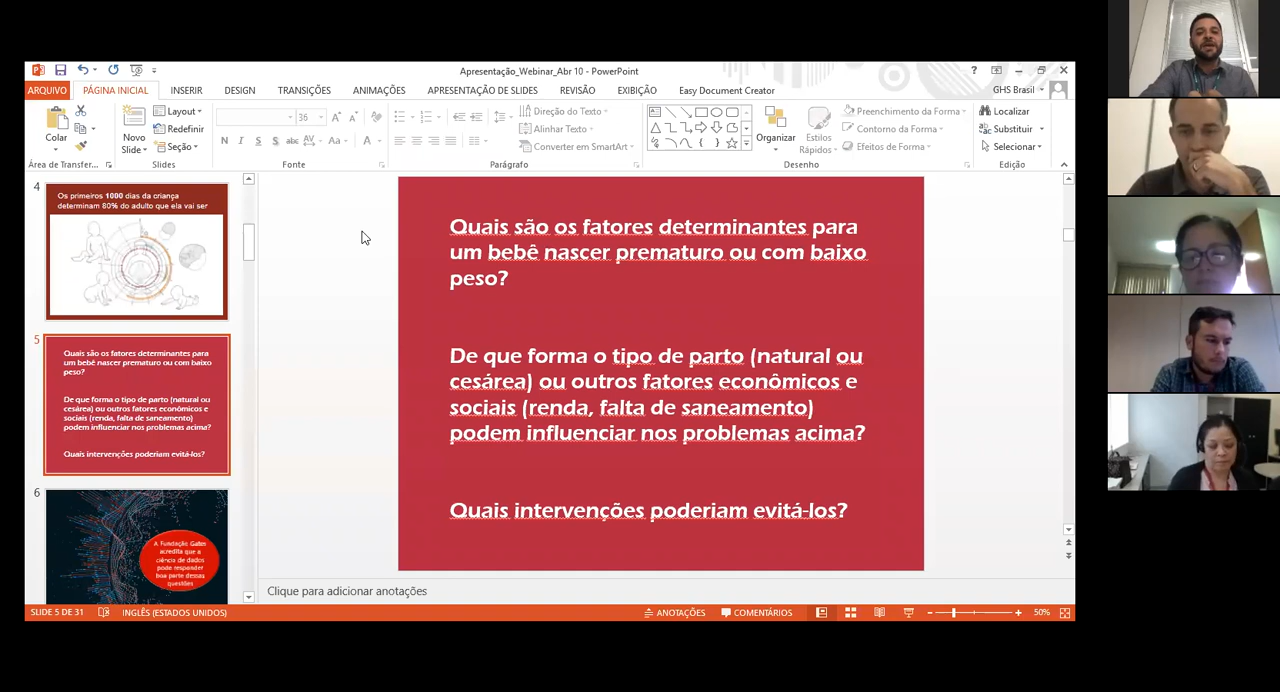 Apresentação_Webinar_Abr 10 - PowerPoint
?
ARQUIVO PÁGINA INICIAL INSERIR DESIGN TRANSIÇÕES ANIMAÇÕES APRESENTAÇÃO DE SLIDES REVISÃO EXIBIÇÃO Easy Document Creator GHS Brasil
Colar
Novo
Slide
Layout
Redefinir
Seção
36
N I S S abc AV Aa A
Direção do Texto
Alinhar Texto
Converter em SmartArt
Organizar
Estilos
Rápidos
Preenchimento da Forma
Contorno da Forma
Efeitos de Forma
Localizar
Substituir
Selecionar
Área de Transfer... Slides Fonte Parágrafo Desenho Edição
4
Os primeiros 1000 dias da criança
determinam 80% do adulto que ela vai ser
5
Quais são os fatores determinantes para
um bebê nascer prematuro ou com baixo
peso?
De que forma o tipo de parto (natural ou
cesárea) ou outros fatores econômicos e
sociais (renda, falta de saneamento)
podem influenciar nos problemas acima?
Quais intervenções poderiam evitá-los?
6
A Fundação Gates
acredita que a
ciência de dados
pode responder
boa parte dessas
questões
Quais são os fatores determinantes para
um bebê nascer prematuro ou com baixo
peso?
De que forma o tipo de parto (natural ou
cesárea) ou outros fatores econômicos e
sociais (renda, falta de saneamento)
podem influenciar nos problemas acima?
Quais intervenções poderiam evitá-los?
Clique para adicionar anotações
SLIDE 5 DE 31 INGLÊS (ESTADOS UNIDOS) ANOTAÇÕES COMENTÁRIOS 50%